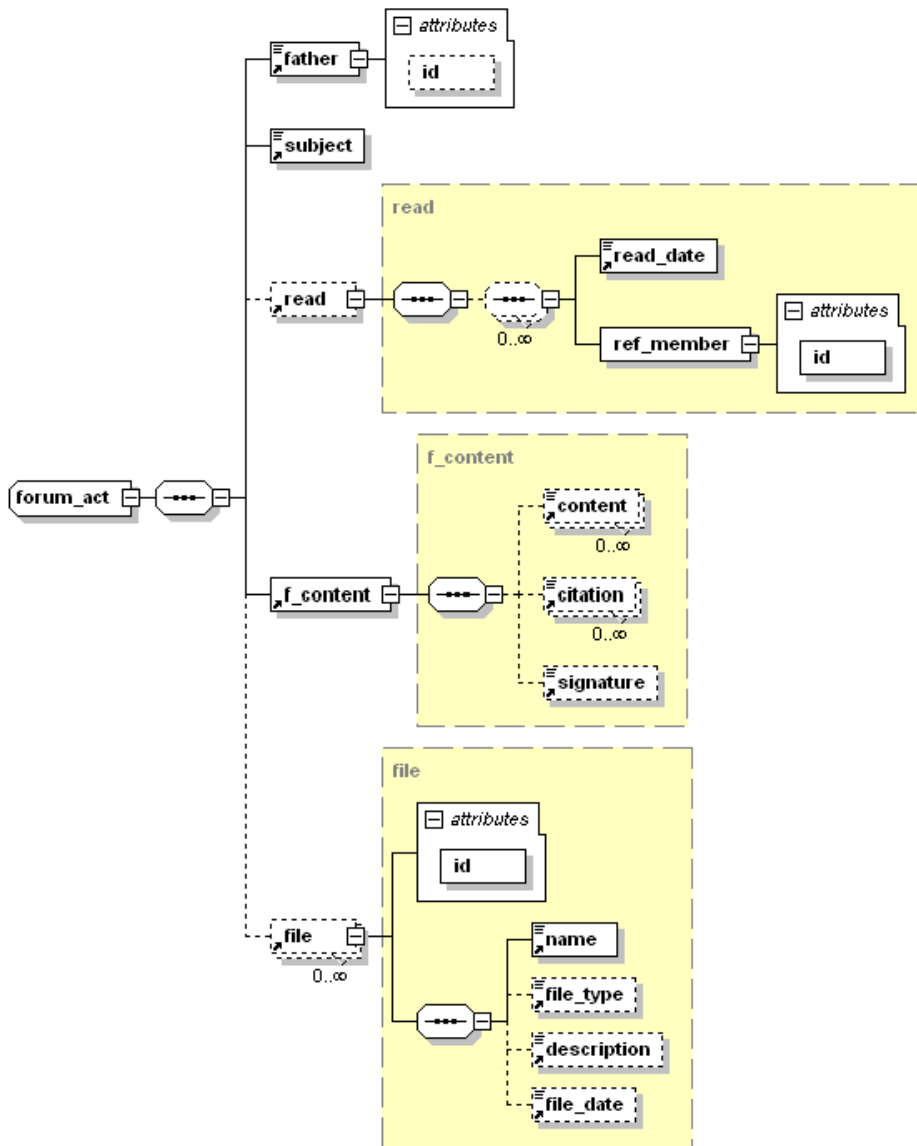 attributes
father
id
subject
read
read_date
read
0..∞
attributes
ref_member
id
f_content
forum_act
content
0..∞
f_content
citation
0..∞
signature
file
attributes
id
file
0..∞
name
file_type
description
file_date